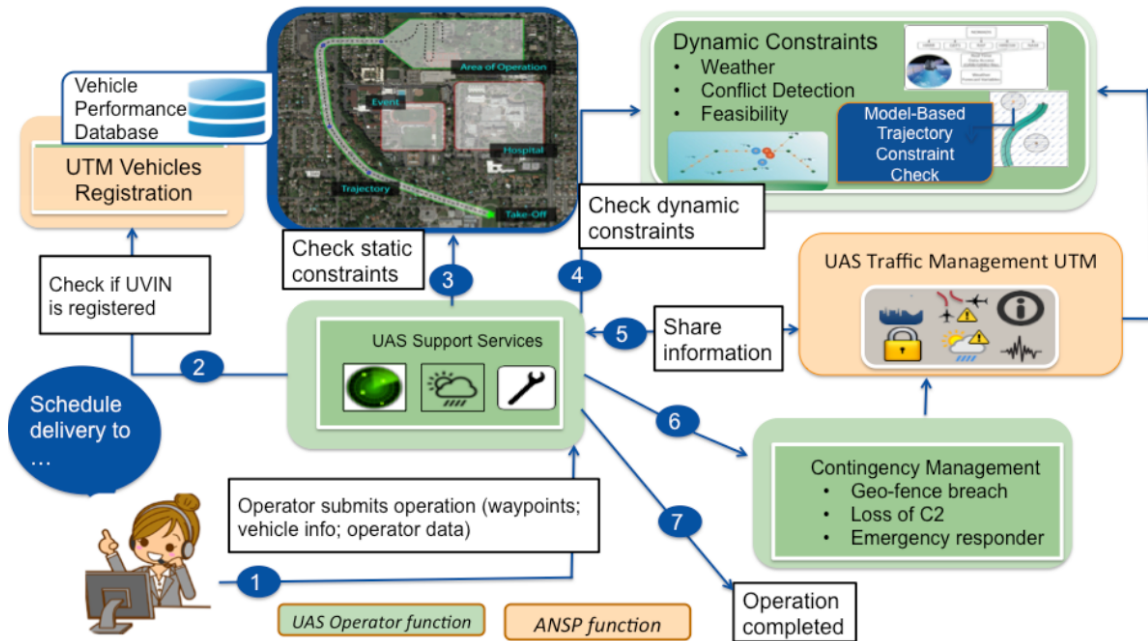 Vehicle
Performance
Database
UTM Vehicles
Registration
Area of Operation
Event
Hospital
Trajectory
Take-Off
Dynamic Constraints
• Weather
• Conflict Detection
• Feasibility
Model-Based
Trajectory
Constraint
Check
Check if UVIN
is registered
Check static
constraints
3
Check dynamic
constraints
4
UAS Traffic Management UTM
UAS Support Services
5
Share
information
2
Schedule
delivery to
...
6
Contingency Management
• Geo-fence breach
• Loss of C2
• Emergency responder
Operator submits operation (waypoints;
vehicle info; operator data)
7
1
Operation
completed
UAS Operator function
ANSP function